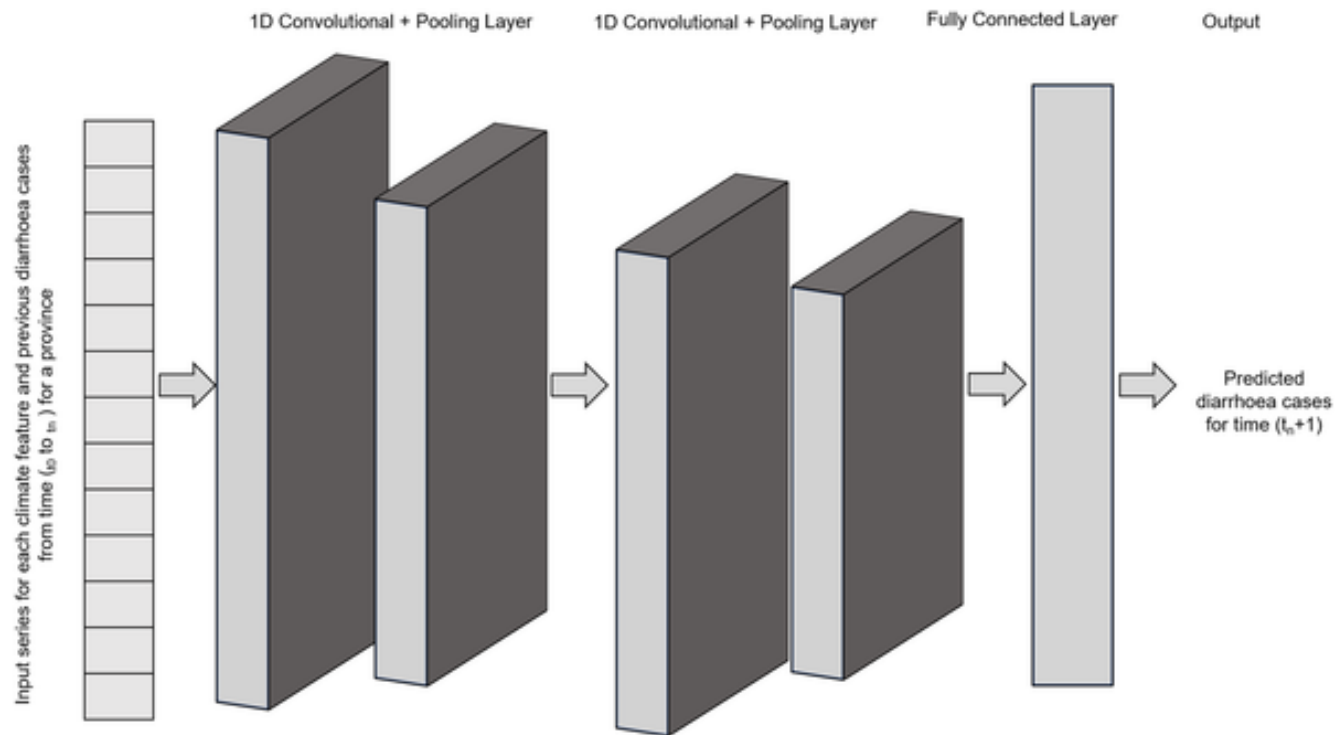 1D Convolutional + Pooling Layer
1D Convolutional + Pooling Layer
Fully Connected Layer
Output
Input series for each climate feature and previous diarrhoea cases
from time (t0 to tn ) for a province
Predicted
diarrhoea cases
for time (tn+1)